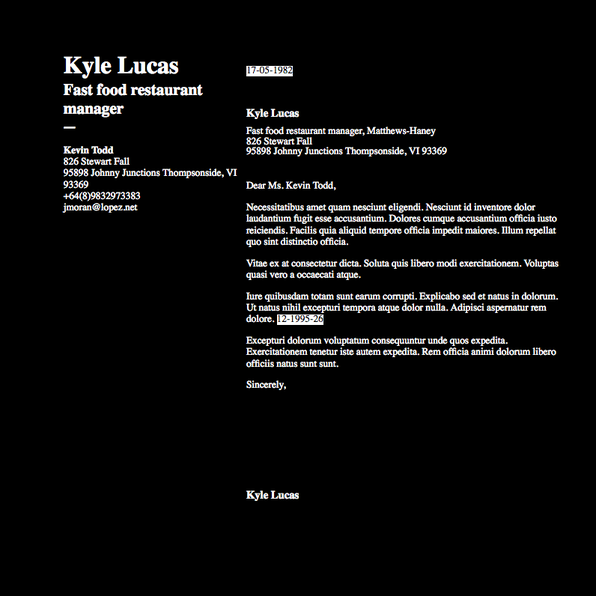 Kyle Lucas
Fast food restaurant
manager
Kevin Todd
826 Stewart Fall
95898 Johnny Junctions Thompsonside, VI
93369
+64(8)9832973383
jmoran@lopez.net
17-05-1982
Kyle Lucas
Fast food restaurant manager, Matthews-Haney
826 Stewart Fall
95898 Johnny Junctions Thompsonside, VI 93369
Dear Ms. Kevin Todd,
Necessitatibus amet quam nesciunt eligendi. Nesciunt id inventore dolor
laudantium fugit esse accusantium. Dolores cumque accusantium officia iusto
reiciendis. Facilis quia aliquid tempore officia impedit maiores. Illum repellat
quo sint distinctio officia.
Vitae ex at consectetur dicta. Soluta quis libero modi exercitationem. Voluptas
quasi vero a occaecati atque.
Iure quibusdam totam sunt earum corrupti. Explicabo sed et natus in dolorum.
Ut natus nihil excepturi tempora atque dolor nulla. Adipisci aspernatur rem
dolore. 12-1995-26
Excepturi dolorum voluptatum consequuntur unde quos expedita.
Exercitationem tenetur iste autem expedita. Rem officia animi dolorum libero
officiis natus sunt sunt.
Sincerely,
Kyle Lucas